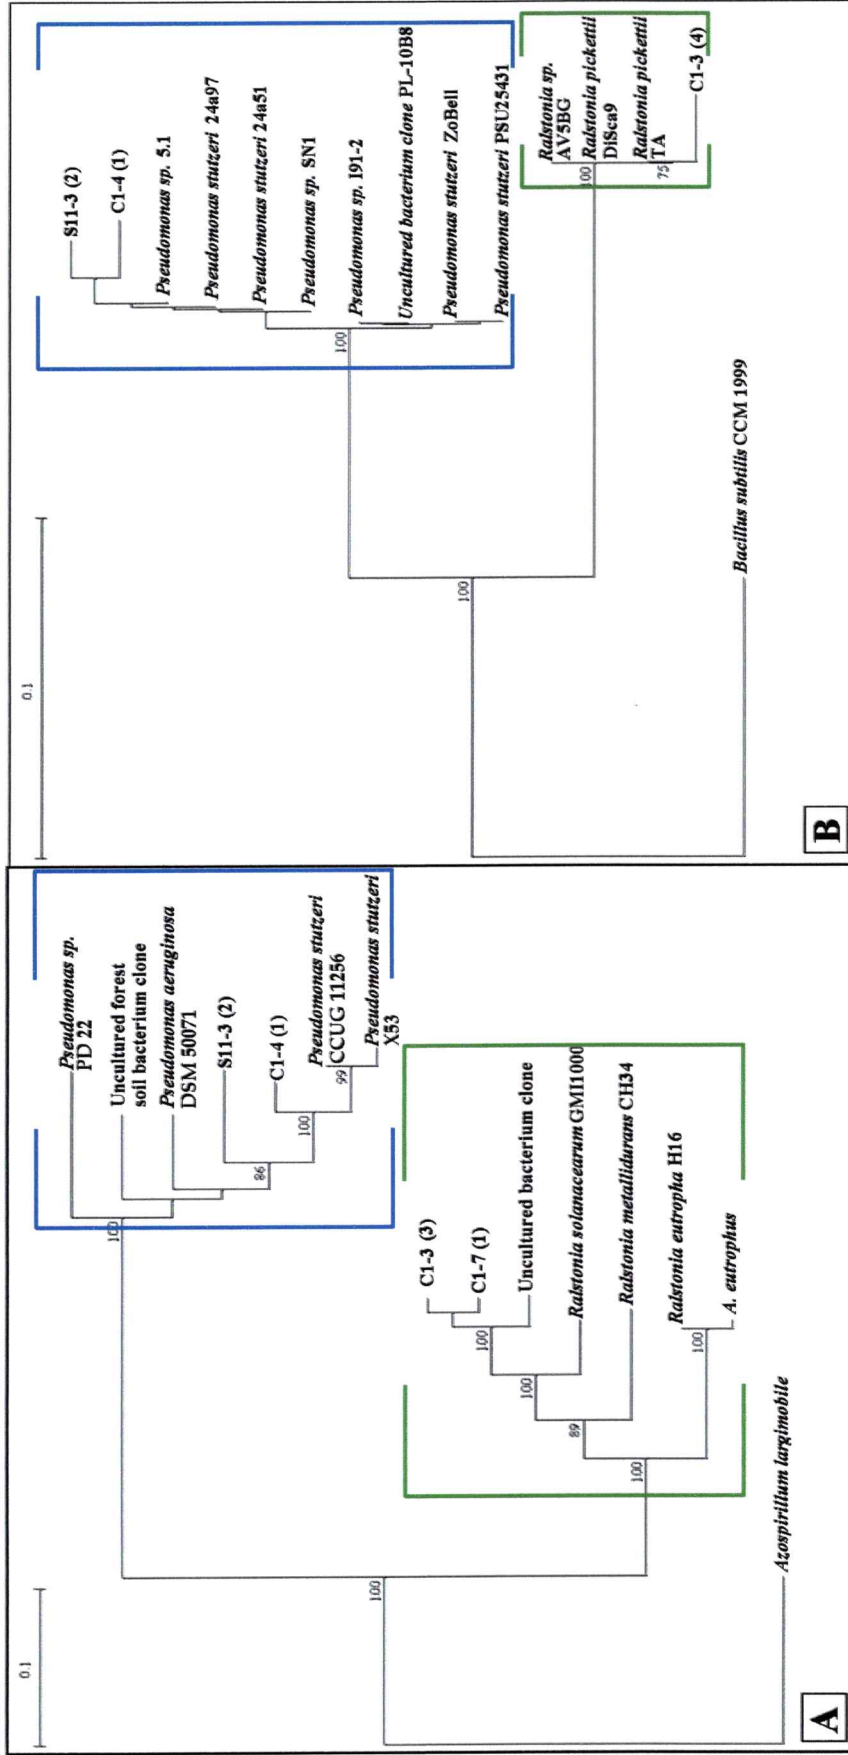 0.1
Pseudomonas sp.
PD 22
Uncultured forest
soil bacterium clone
Pseudomonas aeruginosa
DSM 50071
S11-3 (2)
C1-4 (1)
Pseudomonas stutzeri
CCUG 11256
Pseudomonas stutzeri
X53
100
86
100
99
100
C1-3 (3)
C1-7 (1)
Uncultured bacterium clone
Ralstonia solanacearum GMI1000
Ralstonia metallidurans CH34
Ralstonia eutropha H16
A. eutrophus
100
100
89
100
100
Azospirillum largimobile
A
0.1
S11-3 (2)
C1-4 (1)
Pseudomonas sp. 5.1
Pseudomonas stutzeri 24a97
Pseudomonas stutzeri 24a51
Pseudomonas sp. SN1
Pseudomonas sp. I91-2
Uncultured bacterium clone PL-10B8
Pseudomonas stutzeri ZoBell
Pseudomonas stutzeri PSU25431
100
100
Ralstonia sp.
AV5BG
Ralstonia pickettii
DiSca9
Ralstonia pickettii
TA
C1-3 (4)
100
75
Bacillus subtilis CCM 1999
B